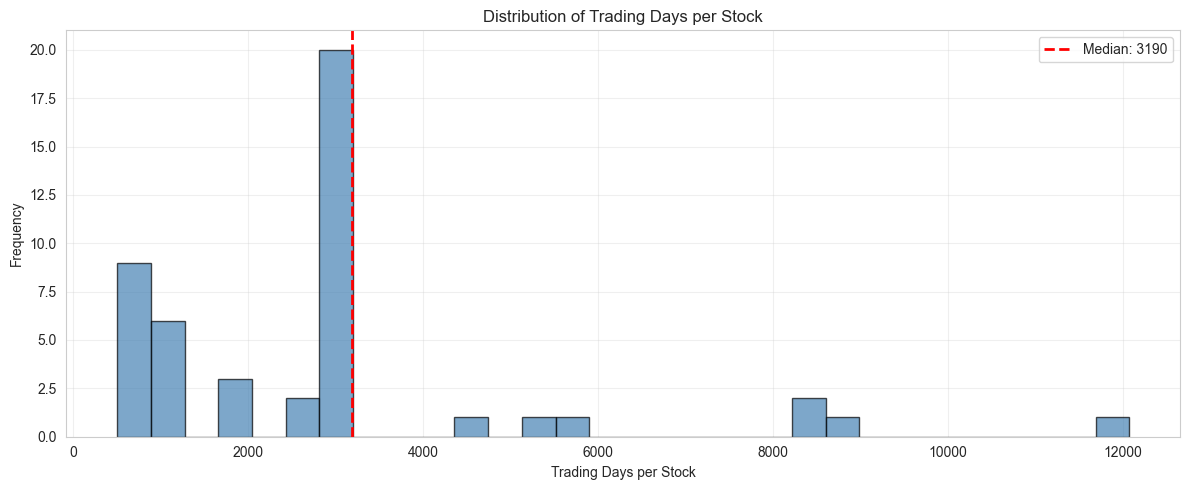 Distribution of Trading Days per Stock
Median: 3190
20.0
17.5
15.0
12.5
10.0
7.5
5.0
2.5
0.0
Frequency
0 2000 4000 6000 8000 10000 12000
Trading Days per Stock